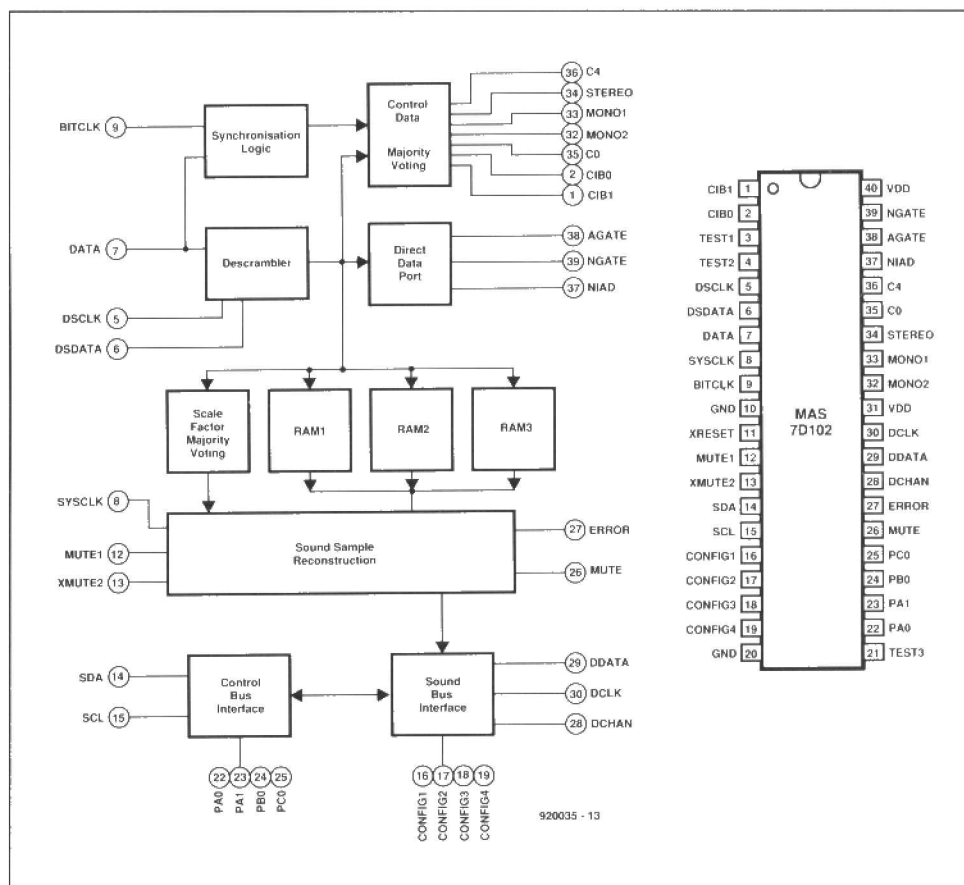 BITCLK 9
Synchronisation
Logic
Control
Data
Majority
Voting
36 C4
34 STEREO
33 MONO1
32 MONO2
35 C0
2 CIB0
1 CIB1
DATA 7
Descrambler
Direct
Data
Port
38 AGATE
39 NGATE
37 NIAD
DSCLK 5
DSDATA 6
Scale
Factor
Majority
Voting
RAM1
RAM2
RAM3
SYSCLK 8
MUTE1 12
XMUTE2 13
Sound Sample
Reconstruction
27 ERROR
26 MUTE
SDA 14
SCL 15
Control
Bus
Interface
Sound
Bus
Interface
29 DDATA
30 DCLK
28 DCHAN
22 23 24 25
PA0
PA1
PB0
PC0
16 17 18 19
CONFIG1
CONFIG2
CONFIG3
CONFIG4
920035 - 13
CIB1 1
CIB0 2
TEST1 3
TEST2 4
DSCLK 5
DSDATA 6
DATA 7
SYSCLK 8
BITCLK 9
GND 10
XRESET 11
MUTE1 12
XMUTE2 13
SDA 14
SCL 15
CONFIG1 16
CONFIG2 17
CONFIG3 18
CONFIG4 19
GND 20
MAS
7D102
40 VDD
39 NGATE
38 AGATE
37 NIAD
36 C4
35 C0
34 STEREO
33 MONO1
32 MONO2
31 VDD
30 DCLK
29 DDATA
28 DCHAN
27 ERROR
26 MUTE
25 PC0
24 PB0
23 PA1
22 PA0
21 TEST3